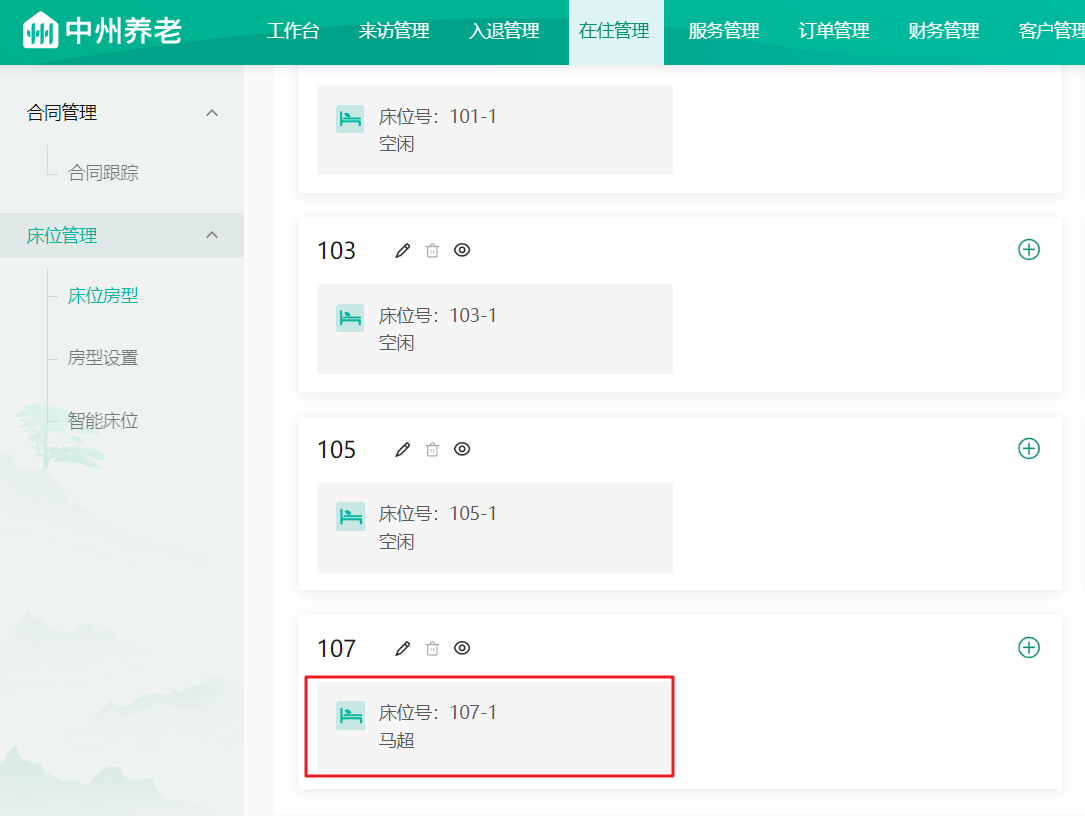 中州养老
工作台 来访管理 入退管理 在住管理 服务管理 订单管理 财务管理 客户管理
合同管理
合同跟踪
床位管理
床位房型
房型设置
智能床位
床位号：101-1
空闲
103
床位号：103-1
空闲
105
床位号：105-1
空闲
107
床位号：107-1
马超